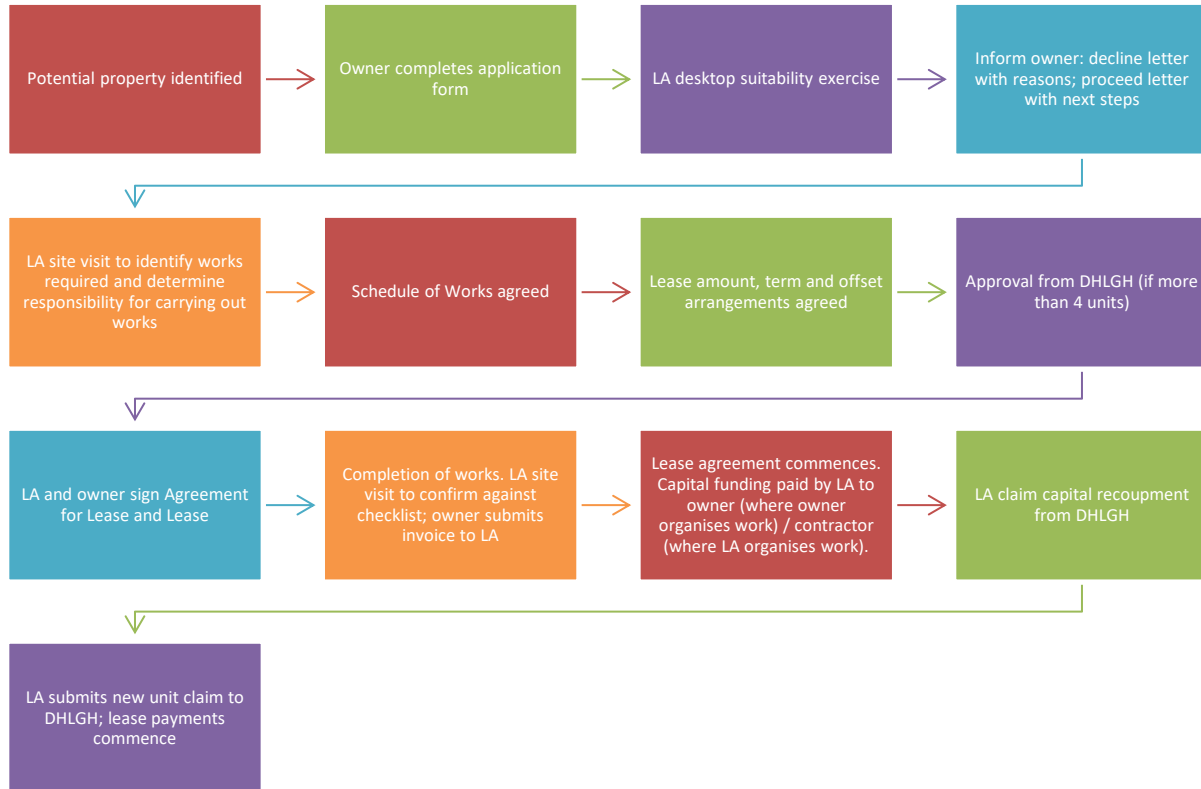 Potential property identified
Owner completes application
form
LA desktop suitability exercise
Inform owner: decline letter
with reasons; proceed letter
with next steps
LA site visit to identify works
required and determine
responsibility for carrying out
works
Schedule of Works agreed
Lease amount, term and offset
arrangements agreed
Approval from DHLGH (if more
than 4 units)
LA and owner sign Agreement
for Lease and Lease
Completion of works. LA site
visit to confirm against
checklist; owner submits
invoice to LA
Lease agreement commences.
Capital funding paid by LA to
owner (where owner
organises work) / contractor
(where LA organises work).
LA claim capital recoupment
from DHLGH
LA submits new unit claim to
DHLGH; lease payments
commence